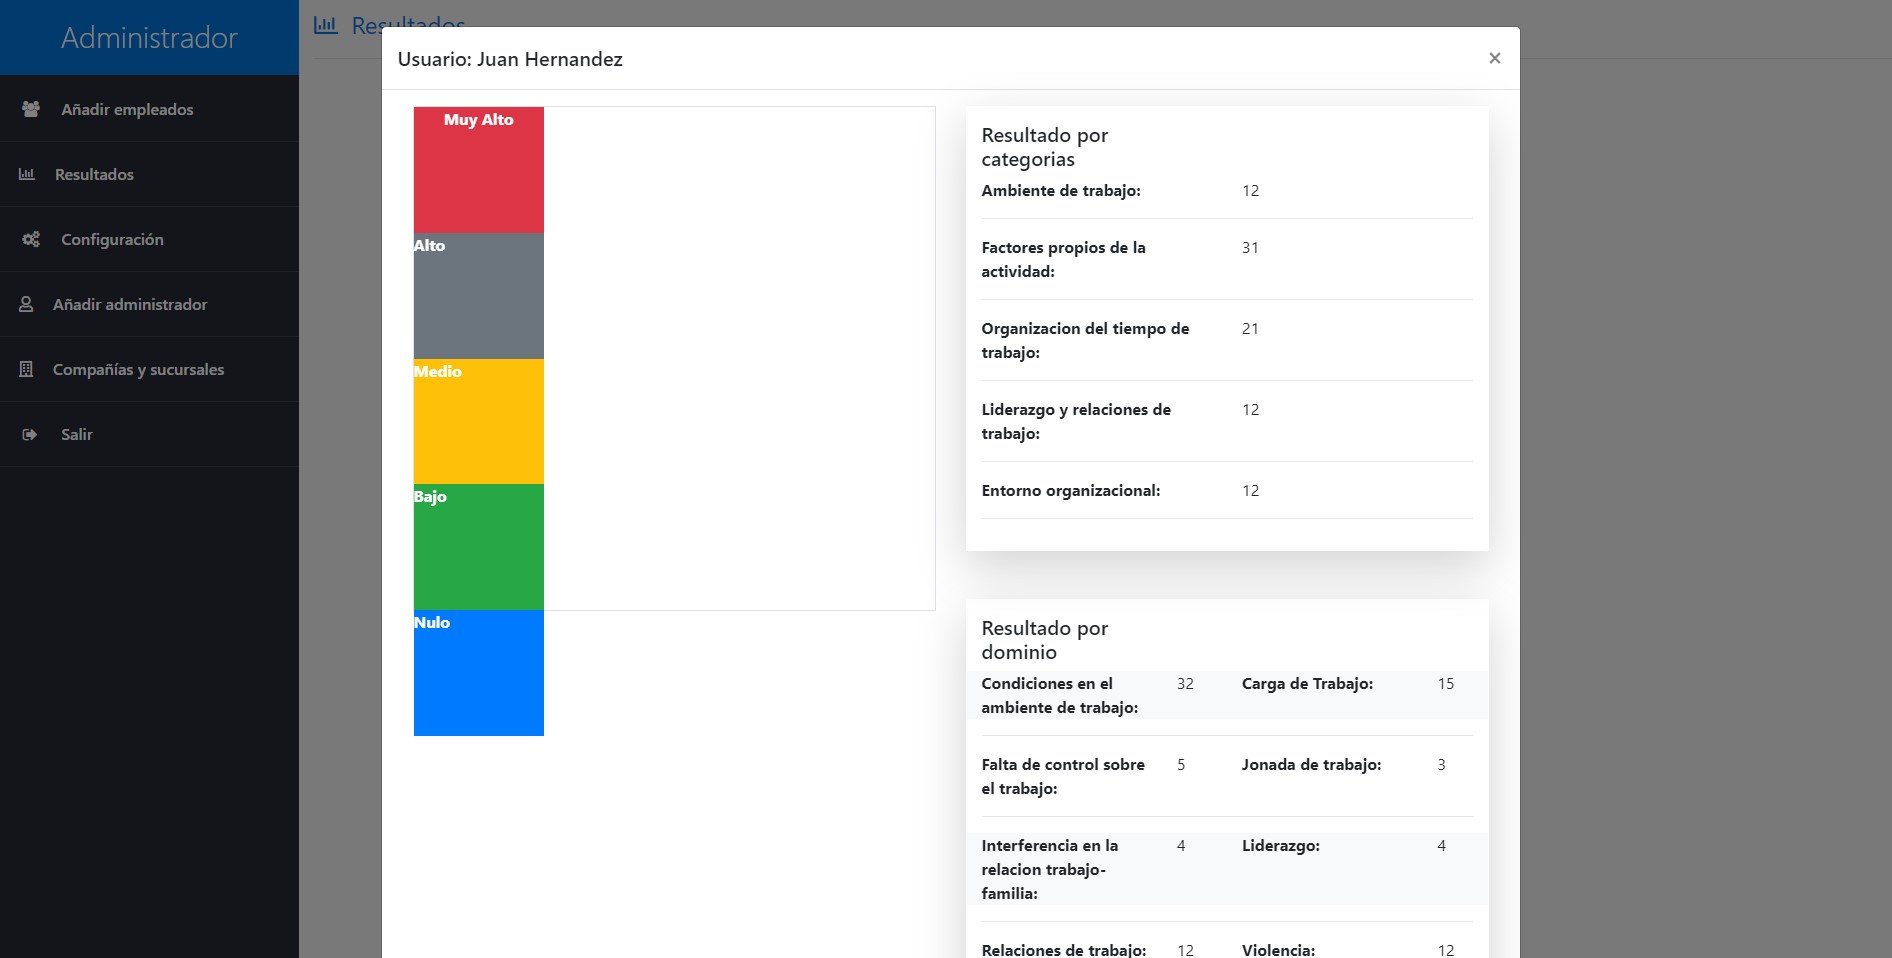 Administrador
Añadir empleados
Resultados
Configuración
Añadir administrador
Compañías y sucursales
Salir
Resultados
Usuario: Juan Hernandez
×
Muy Alto
Alto
Medio
Bajo
Nulo
Resultado por
categorias
Ambiente de trabajo: 12
Factores propios de la 31
actividad:
Organizacion del tiempo de 21
trabajo:
Liderazgo y relaciones de 12
trabajo:
Entorno organizacional: 12
Resultado por
dominio
Condiciones en el 32 Carga de Trabajo: 15
ambiente de trabajo:
Falta de control sobre 5 Jonada de trabajo: 3
el trabajo:
Interferencia en la 4 Liderazgo: 4
relacion trabajo-
familia:
Relaciones de trabajo: 12 Violencia: 12